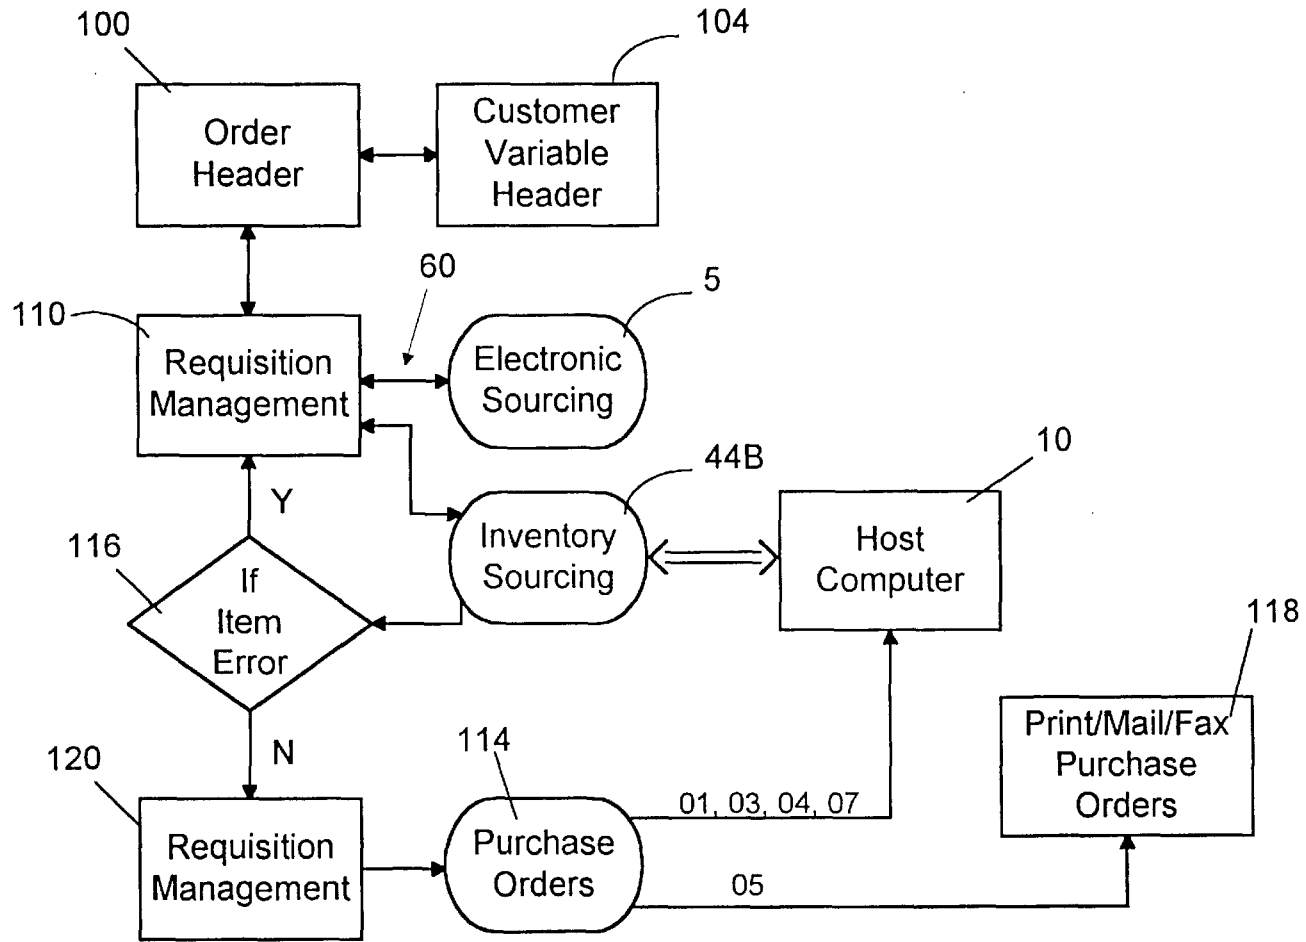 100
104
Order
Header
Customer
Variable
Header
60
5
110
Requisition
Management
Electronic
Sourcing
44B
10
Y
116
If
Item
Error
Inventory
Sourcing
Host
Computer
118
N
120
114
Print/Mail/Fax
Purchase
Orders
01, 03, 04, 07
Requisition
Management
Purchase
Orders
05